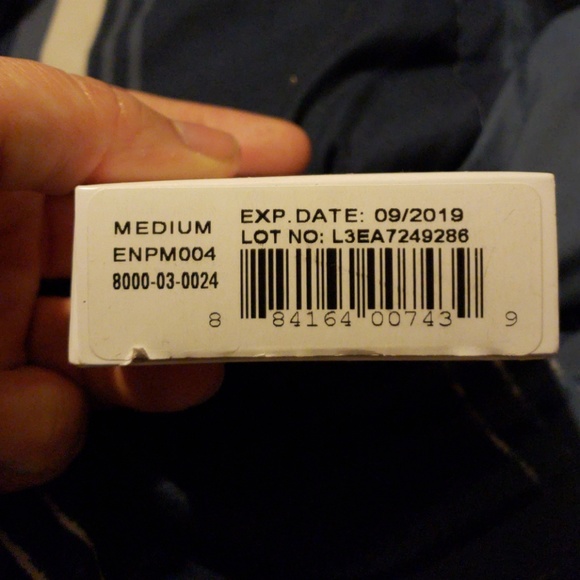 MEDIUM
ENPM004
8000-03-0024
EXP.DATE: 09/2019
LOT NO: L3EA7249286
8 84164 00743 9